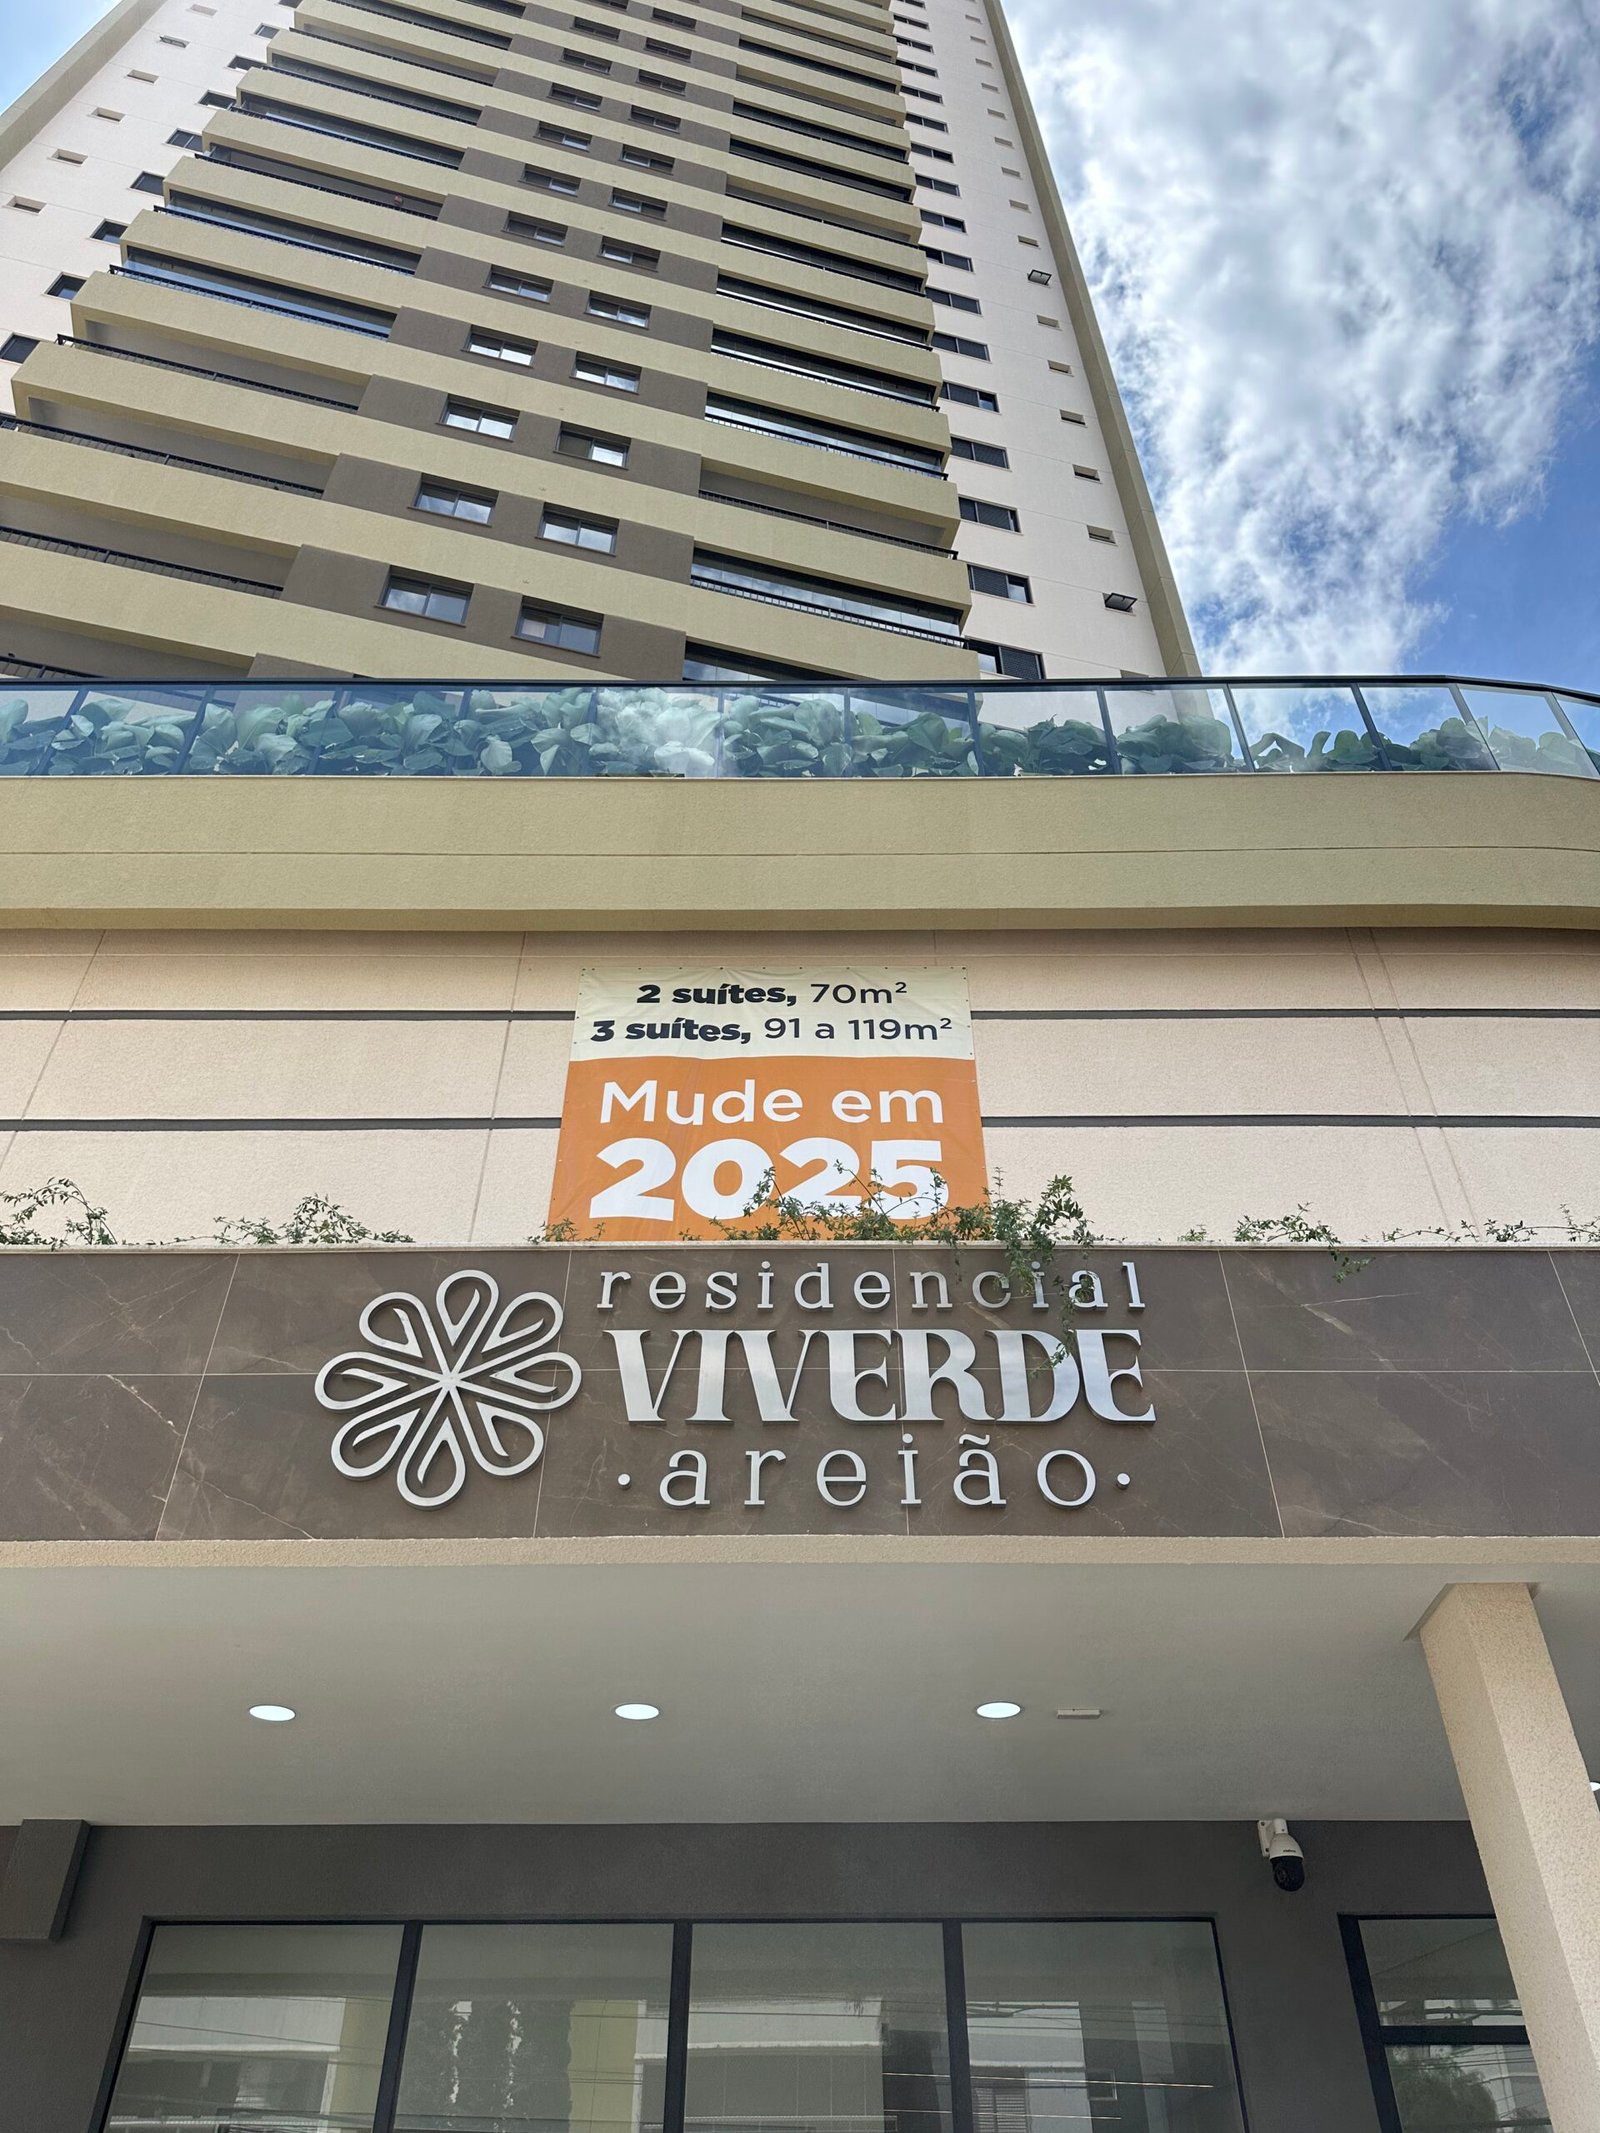 2 suítes, 70m²
3 suítes, 91 a 119m²
Mude em
2025
residencial
VIVERDE
·areião·